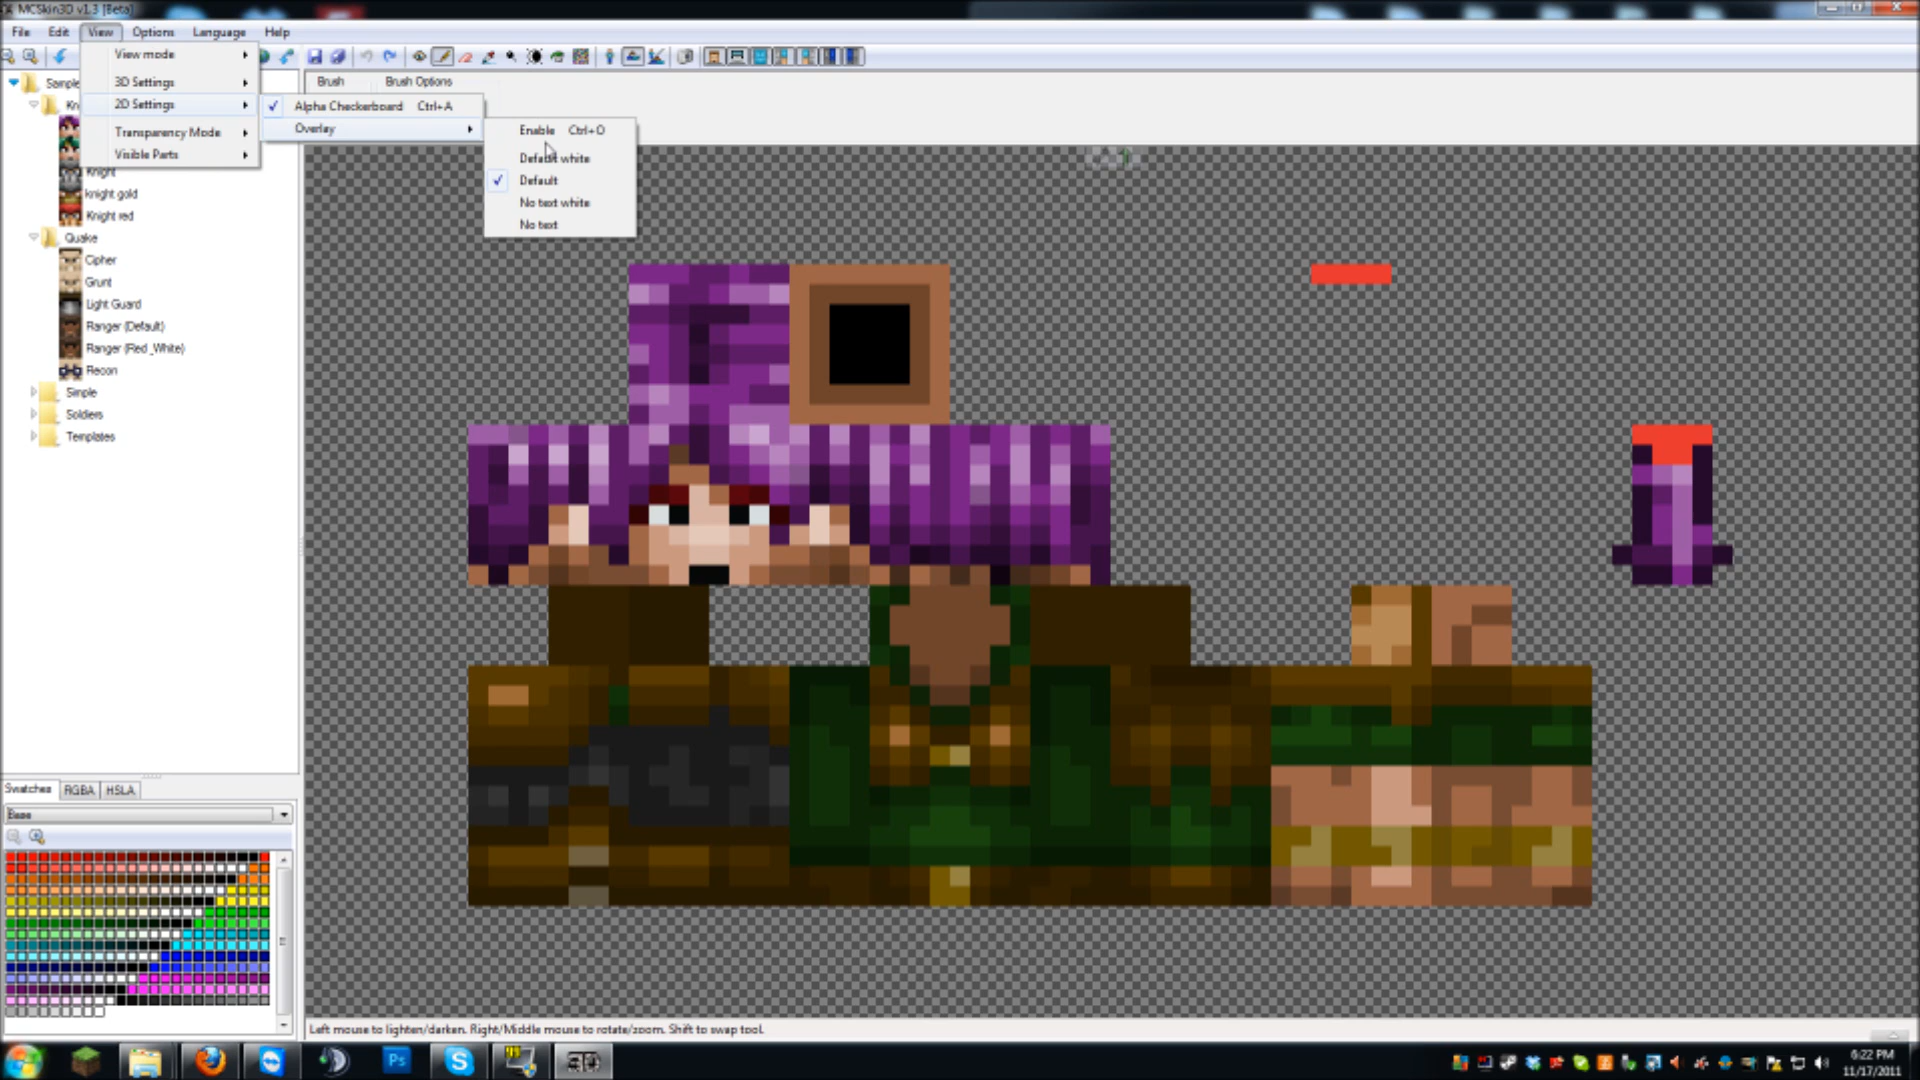 MCSkin3D v1.3 [Beta]
File Edit View Options Language Help
View mode
3D Settings
2D Settings
Transparency Mode
Visible Parts
Alpha Checkerboard Ctrl+A
Overlay
Enable Ctrl+O
Default white
Default
No text white
No text
Brush Brush Options
Sample
Kn
Knight
knight gold
Knight red
Quake
Cipher
Grunt
Light Guard
Ranger (Default)
Ranger (Red_White)
Recon
Simple
Soldiers
Templates
Swatches RGBA HSLA
Base
Left mouse to lighten/darken. Right/Middle mouse to rotate/zoom. Shift to swap tool.
Ps
3D
6:22 PM
11/17/2011